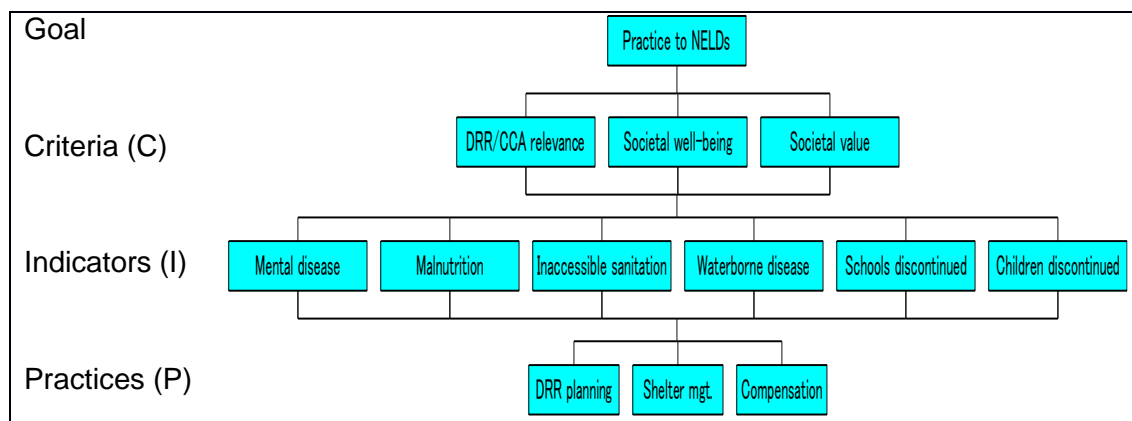 Goal
Practice to NELDs
Criteria (C)
DRR/CCA relevance
Societal well-being
Societal value
Indicators (I)
Mental disease
Malnutrition
Inaccessible sanitation
Waterborne disease
Schools discontinued
Children discontinued
Practices (P)
DRR planning
Shelter mgt.
Compensation